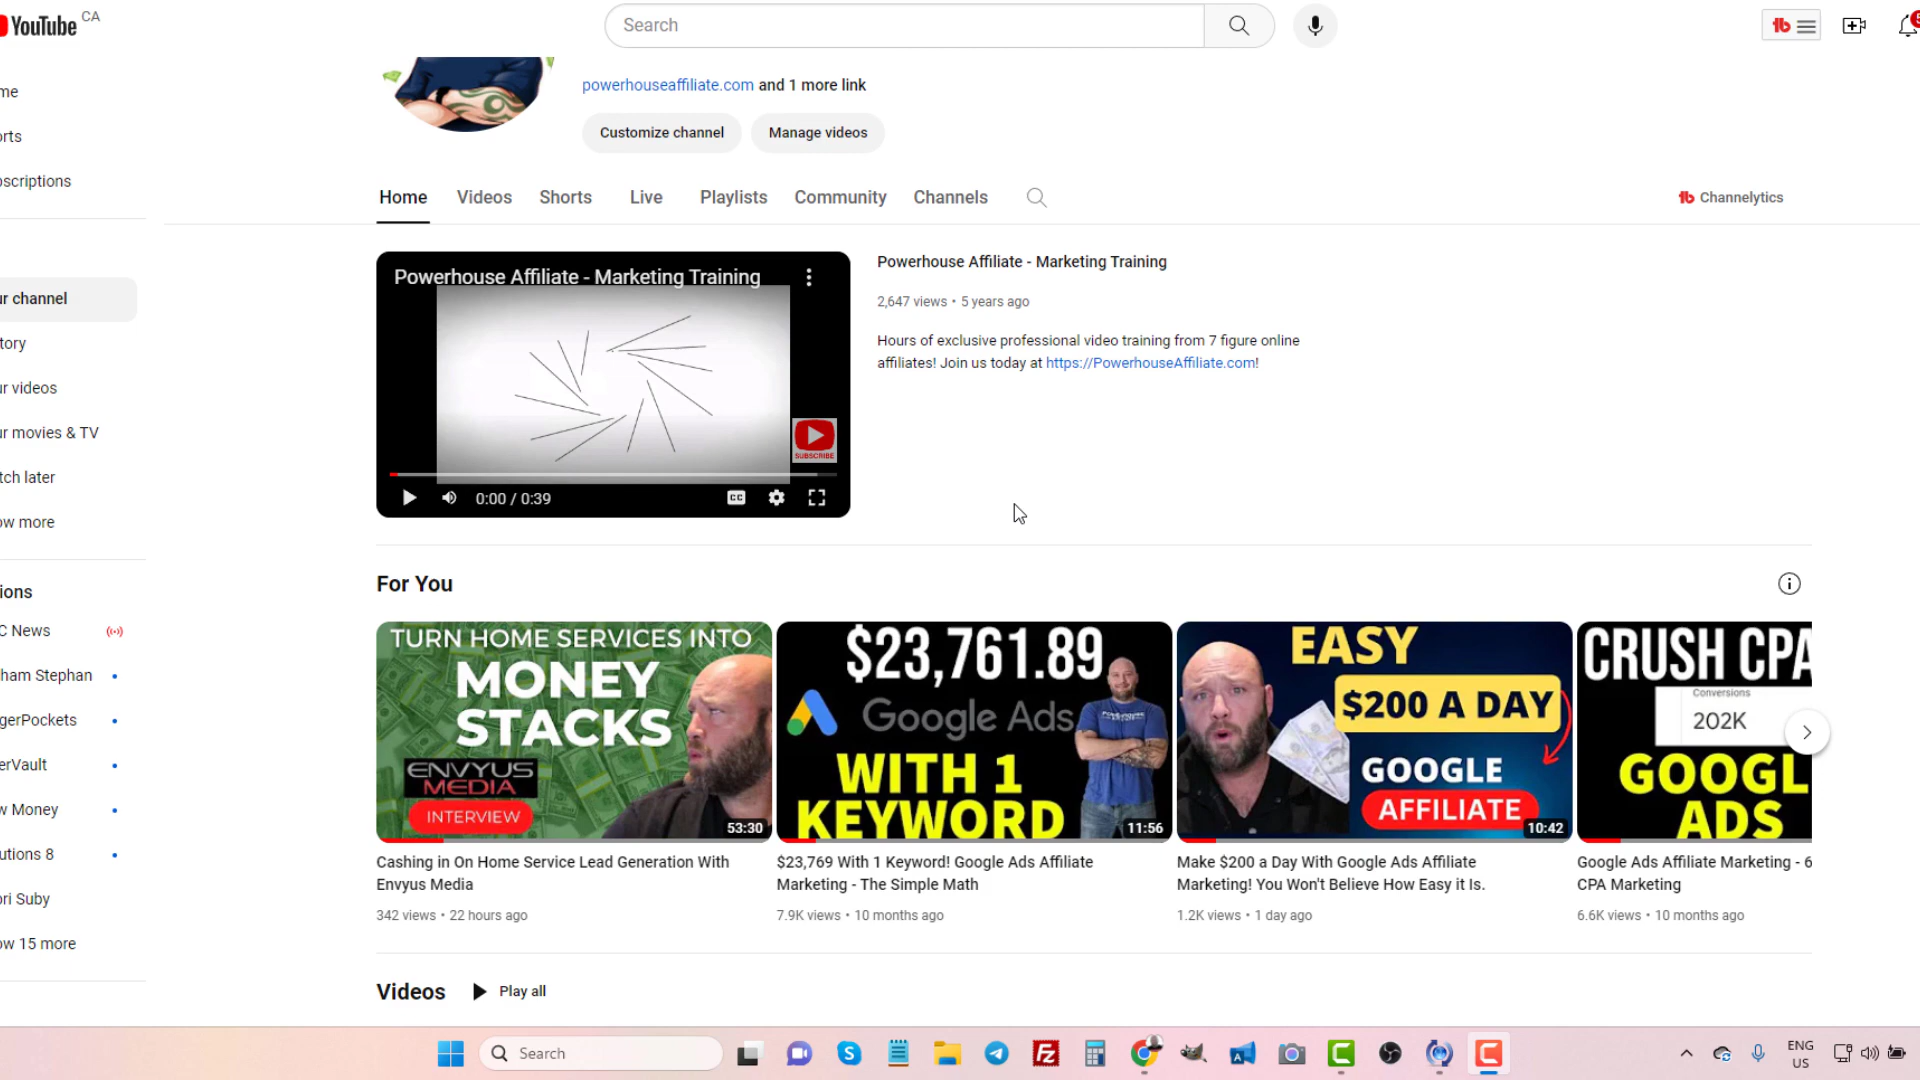 YouTube CA
Search
me
orts
oscriptions
ur channel
tory
ur videos
ur movies & TV
tch later
ow more
ions
C News
ham Stephan
gerPockets
erVault
w Money
utions 8
ori Suby
ow 15 more
powerhouseaffiliate.com and 1 more link
Customize channel
Manage videos
Home
Videos
Shorts
Live
Playlists
Community
Channels
Channelytics
Powerhouse Affiliate - Marketing Training
SUBSCRIBE
0:00 / 0:39
CC
Powerhouse Affiliate - Marketing Training
2,647 views • 5 years ago
Hours of exclusive professional video training from 7 figure online
affiliates! Join us today at https://PowerhouseAffiliate.com!
For You
TURN HOME SERVICES INTO
MONEY
STACKS
ENVYUS
MEDIA
INTERVIEW
53:30
Cashing in On Home Service Lead Generation With
Envyus Media
342 views • 22 hours ago
$23,761.89
Google Ads
WITH 1
KEYWORD
11:56
$23,769 With 1 Keyword! Google Ads Affiliate
Marketing - The Simple Math
7.9K views • 10 months ago
EASY
$200 A DAY
GOOGLE
AFFILIATE
10:42
Make $200 a Day With Google Ads Affiliate
Marketing! You Won't Believe How Easy it Is.
1.2K views • 1 day ago
CRUSH CPA
Conversions
202K
GOOGL
ADS
Google Ads Affiliate Marketing - 6
CPA Marketing
6.6K views • 10 months ago
Videos
Play all
Search
ENG
US